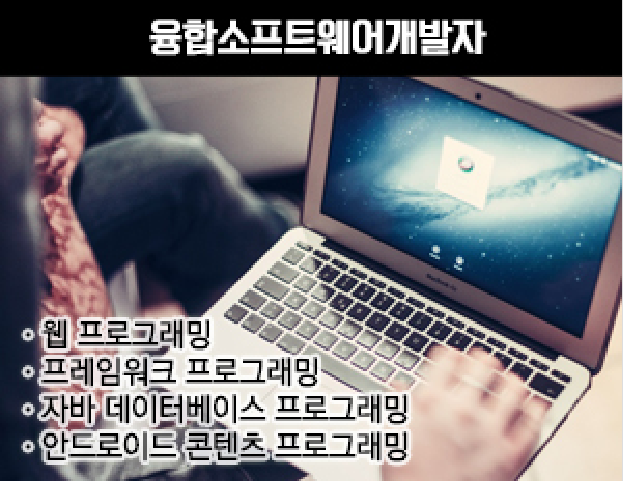 융합소프트웨어개발자
• 웹 프로그래밍
• 프레임워크 프로그래밍
• 자바 데이터베이스 프로그래밍
• 안드로이드 콘텐츠 프로그래밍